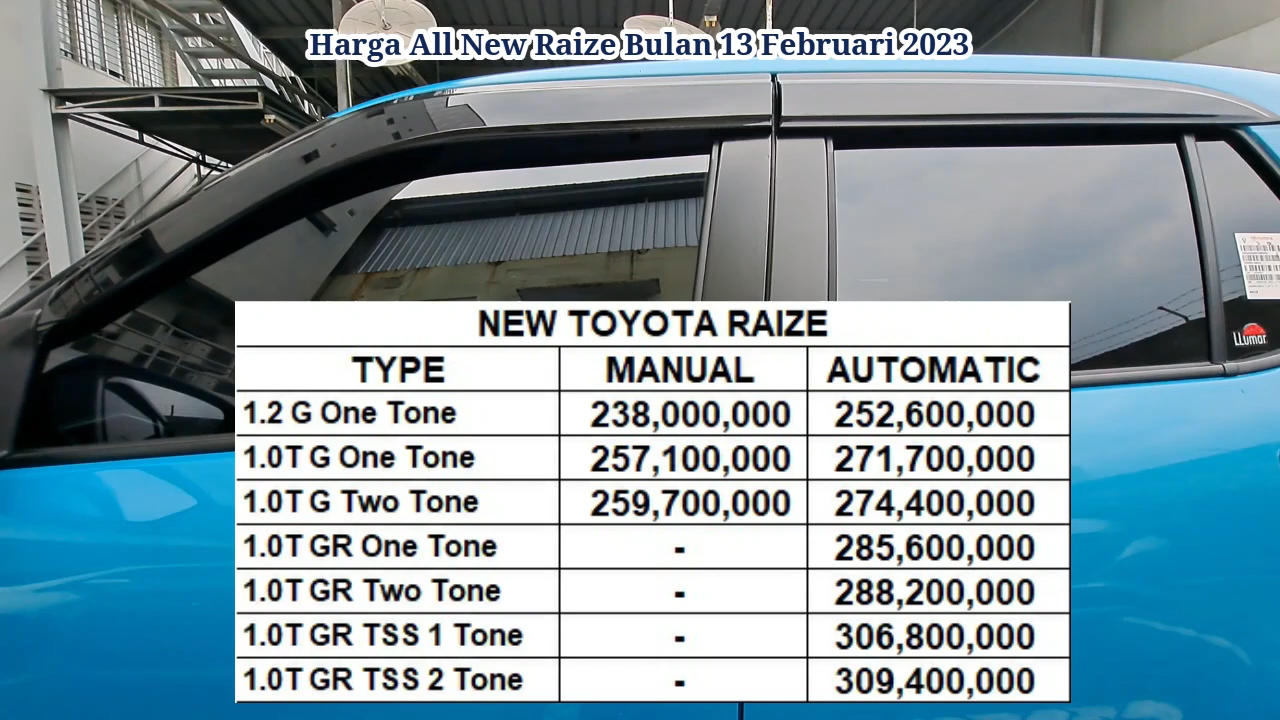 Harga All New Raize Bulan 13 Februari 2023
NEW TOYOTA RAIZE
TYPE MANUAL AUTOMATIC
1.2 G One Tone 238,000,000 252,600,000
1.0T G One Tone 257,100,000 271,700,000
1.0T G Two Tone 259,700,000 274,400,000
1.0T GR One Tone - 285,600,000
1.0T GR Two Tone - 288,200,000
1.0T GR TSS 1 Tone - 306,800,000
1.0T GR TSS 2 Tone - 309,400,000
LLumar